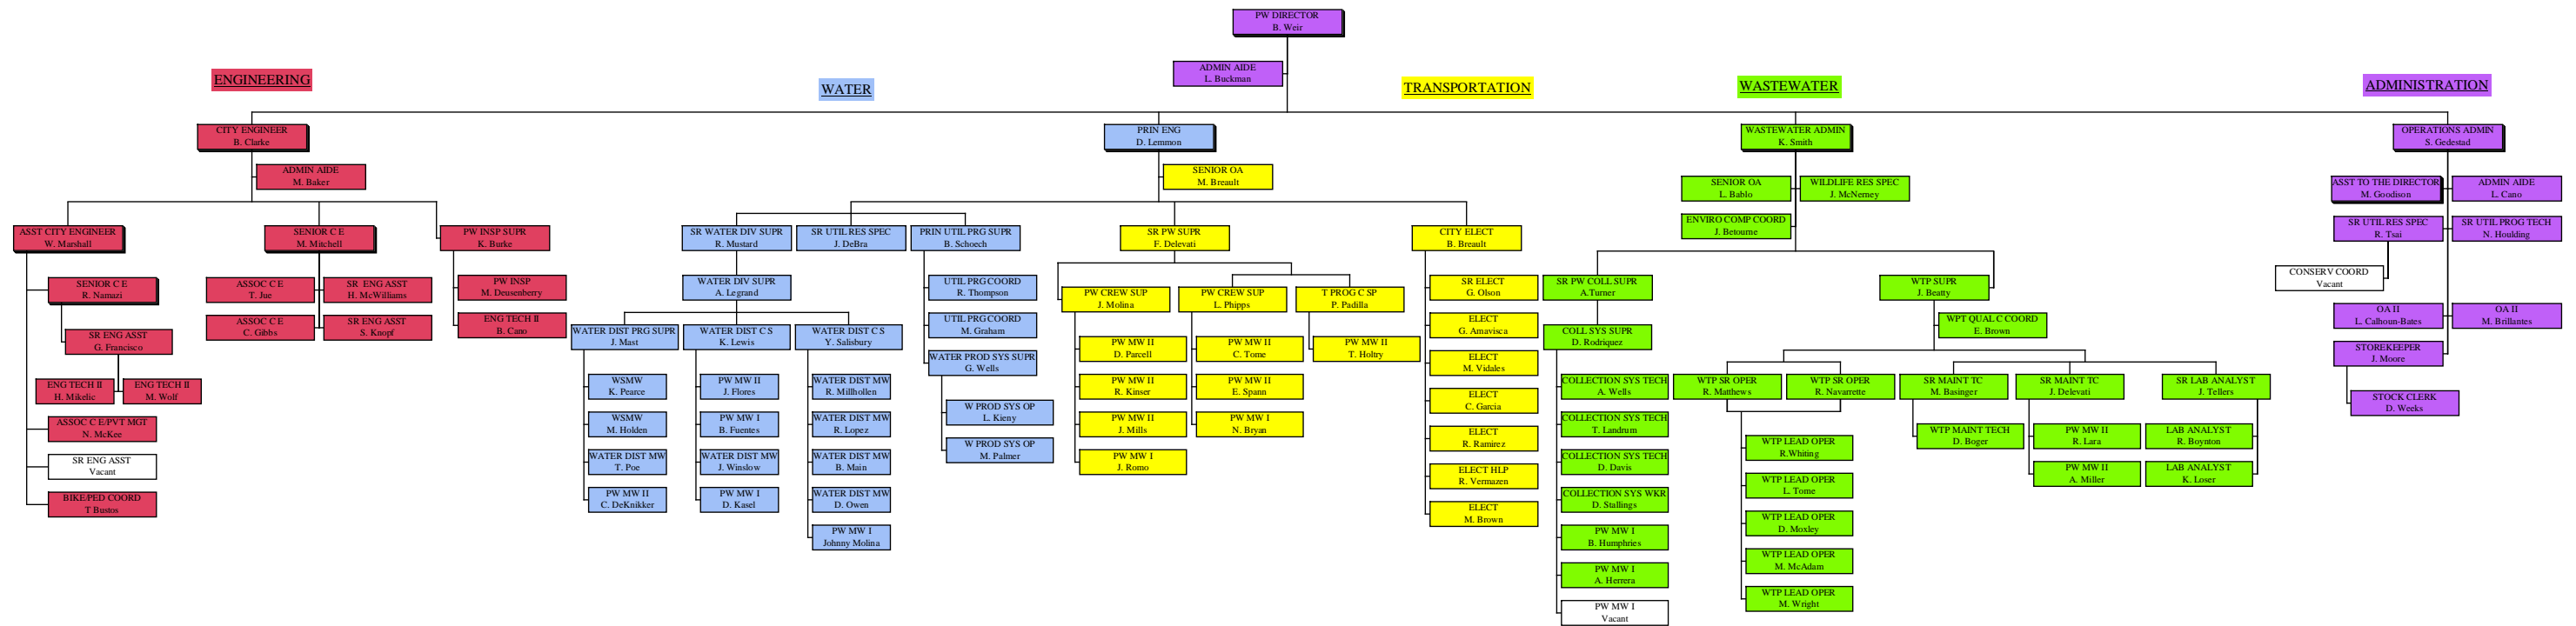 PW DIRECTOR
B. Weir
ADMIN AIDE
L. Buckman
ENGINEERING
WATER
TRANSPORTATION
WASTEWATER
ADMINISTRATION
CITY ENGINEER
B. Clarke
ADMIN AIDE
M. Baker
ASST CITY ENGINEER
W. Marshall
SENIOR C E
R. Namazi
SR ENG ASST
G. Francisco
ENG TECH II
H. Mikelic
ENG TECH II
M. Wolf
ASSOC C E/PVT MGT
N. McKee
SR ENG ASST
Vacant
BIKE/PED COORD
T Bustos
SENIOR C E
M. Mitchell
ASSOC C E
T. Jue
SR ENG ASST
H. McWilliams
ASSOC C E
C. Gibbs
SR ENG ASST
S. Knopf
PW INSP SUPR
K. Burke
PW INSP
M. Deusenberry
ENG TECH II
B. Cano
PRIN ENG
D. Lemmon
SENIOR OA
M. Breault
SR WATER DIV SUPR
R. Mustard
WATER DIV SUPR
A. Legrand
WATER DIST PRG SUPR
J. Mast
WSMW
K. Pearce
WSMW
M. Holden
WATER DIST MW
T. Poe
PW MW II
C. DeKnikker
WATER DIST C S
K. Lewis
PW MW II
J. Flores
PW MW I
B. Fuentes
WATER DIST MW
J. Winslow
PW MW I
D. Kasel
WATER DIST C S
Y. Salisbury
WATER DIST MW
R. Millhollen
WATER DIST MW
R. Lopez
WATER DIST MW
B. Main
WATER DIST MW
D. Owen
PW MW I
Johnny Molina
SR UTIL RES SPEC
J. DeBra
PRIN UTIL PRG SUPR
B. Schoech
UTIL PRG COORD
R. Thompson
UTIL PRG COORD
M. Graham
WATER PROD SYS SUPR
G. Wells
W PROD SYS OP
L. Kieny
W PROD SYS OP
M. Palmer
SR PW SUPR
F. Delevati
PW CREW SUP
J. Molina
PW MW II
D. Parcell
PW MW II
R. Kinser
PW MW II
J. Mills
PW MW I
J. Romo
PW CREW SUP
L. Phipps
PW MW II
C. Tome
PW MW II
E. Spann
PW MW I
N. Bryan
T PROG C SP
P. Padilla
PW MW II
T. Holtry
CITY ELECT
B. Breault
SR ELECT
G. Olson
ELECT
G. Amavisca
ELECT
M. Vidales
ELECT
C. Garcia
ELECT
R. Ramirez
ELECT HLP
R. Vermazen
ELECT
M. Brown
WASTEWATER ADMIN
K. Smith
SENIOR OA
L. Bablo
WILDLIFE RES SPEC
J. McNerney
ENVIRO COMP COORD
J. Betourne
SR PW COLL SUPR
A.Turner
COLL SYS SUPR
D. Rodriquez
COLLECTION SYS TECH
A. Wells
COLLECTION SYS TECH
T. Landrum
COLLECTION SYS TECH
D. Davis
COLLECTION SYS WKR
D. Stallings
PW MW I
B. Humphries
PW MW I
A. Herrera
PW MW I
Vacant
WTP SUPR
J. Beatty
WPT QUAL C COORD
E. Brown
WTP SR OPER
R. Matthews
WTP SR OPER
R. Navarrette
WTP LEAD OPER
R.Whiting
WTP LEAD OPER
L. Tome
WTP LEAD OPER
D. Moxley
WTP LEAD OPER
M. McAdam
WTP LEAD OPER
M. Wright
SR MAINT TC
M. Basinger
WTP MAINT TECH
D. Boger
SR MAINT TC
J. Delevati
PW MW II
R. Lara
PW MW II
A. Miller
SR LAB ANALYST
J. Tellers
LAB ANALYST
R. Boynton
LAB ANALYST
K. Loser
OPERATIONS ADMIN
S. Gedestad
ASST TO THE DIRECTOR
M. Goodison
ADMIN AIDE
L. Cano
SR UTIL RES SPEC
R. Tsai
SR UTIL PROG TECH
N. Houlding
CONSERV COORD
Vacant
OA II
L. Calhoun-Bates
OA II
M. Brillantes
STOREKEEPER
J. Moore
STOCK CLERK
D. Weeks